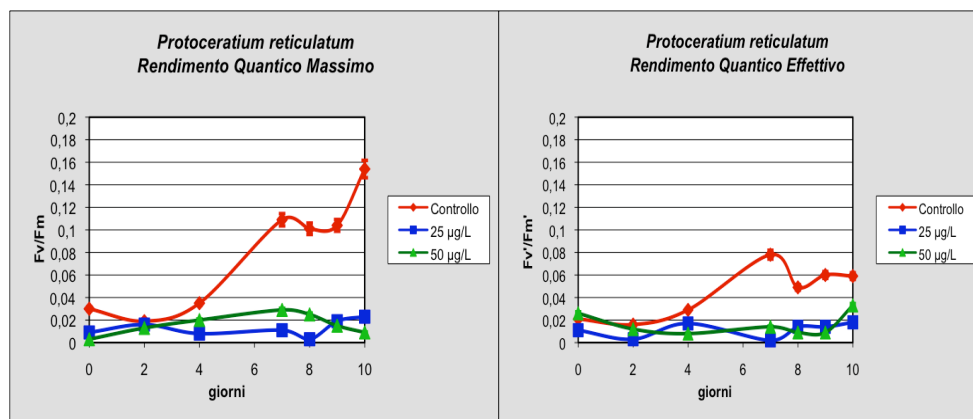 Protoceratium reticulatum
Rendimento Quantico Massimo
0,2
0,18
0,16
0,14
0,12
0,1
0,08
0,06
0,04
0,02
0
Fv/Fm
0 2 4 6 8 10
giorni
Controllo
25 µg/L
50 µg/L
Protoceratium reticulatum
Rendimento Quantico Effettivo
0,2
0,18
0,16
0,14
0,12
0,1
0,08
0,06
0,04
0,02
0
Fv'/Fm'
0 2 4 6 8 10
giorni
Controllo
25 µg/L
50 µg/L